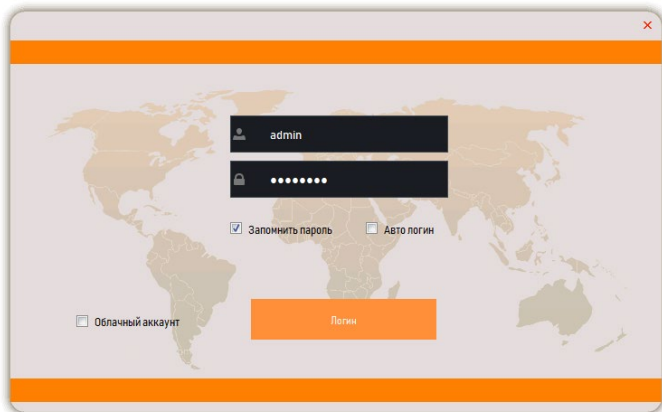 admin
••••••••
Запомнить пароль
Авто логин
Облачный аккаунт
Логин